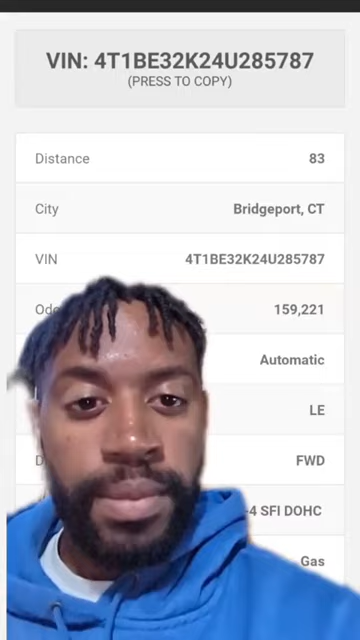 VIN: 4T1BE32K24U285787
(PRESS TO COPY)
Distance 83
City Bridgeport, CT
VIN 4T1BE32K24U285787
159,221
Automatic
LE
FWD
-4 SFI DOHC
Gas